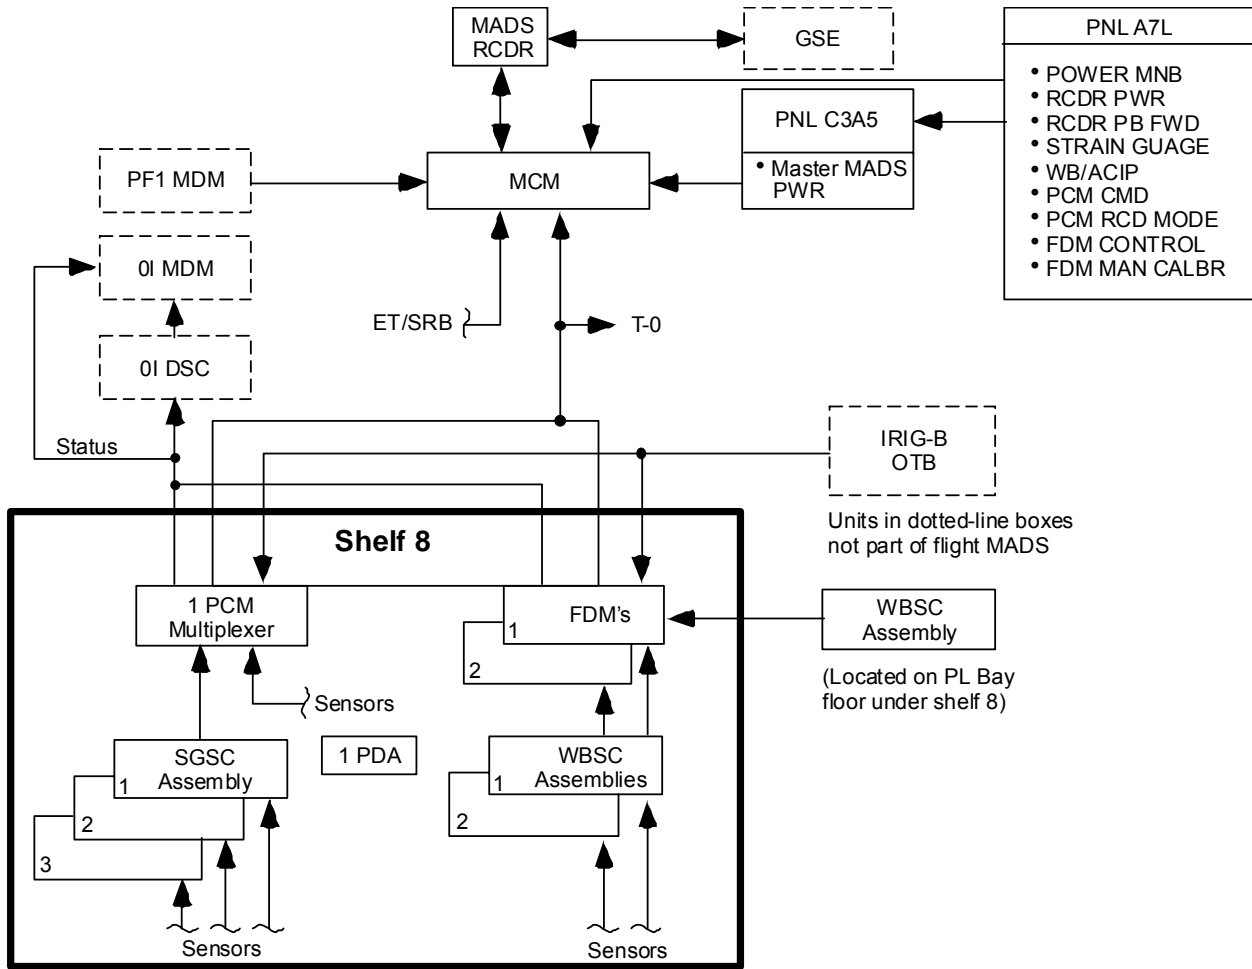 MADS
RCDR
GSE
PNL A7L
• POWER MNB
• RCDR PWR
• RCDR PB FWD
• STRAIN GUAGE
• WB/ACIP
• PCM CMD
• PCM RCD MODE
• FDM CONTROL
• FDM MAN CALBR
PNL C3A5
• Master MADS
PWR
PF1 MDM
MCM
0I MDM
ET/SRB
T-0
0I DSC
Status
IRIG-B
OTB
Units in dotted-line boxes
not part of flight MADS
Shelf 8
1 PCM
Multiplexer
FDM's
1
2
WBSC
Assembly
(Located on PL Bay
floor under shelf 8)
Sensors
SGSC
Assembly
1
2
3
1 PDA
WBSC
Assemblies
1
2
Sensors
Sensors